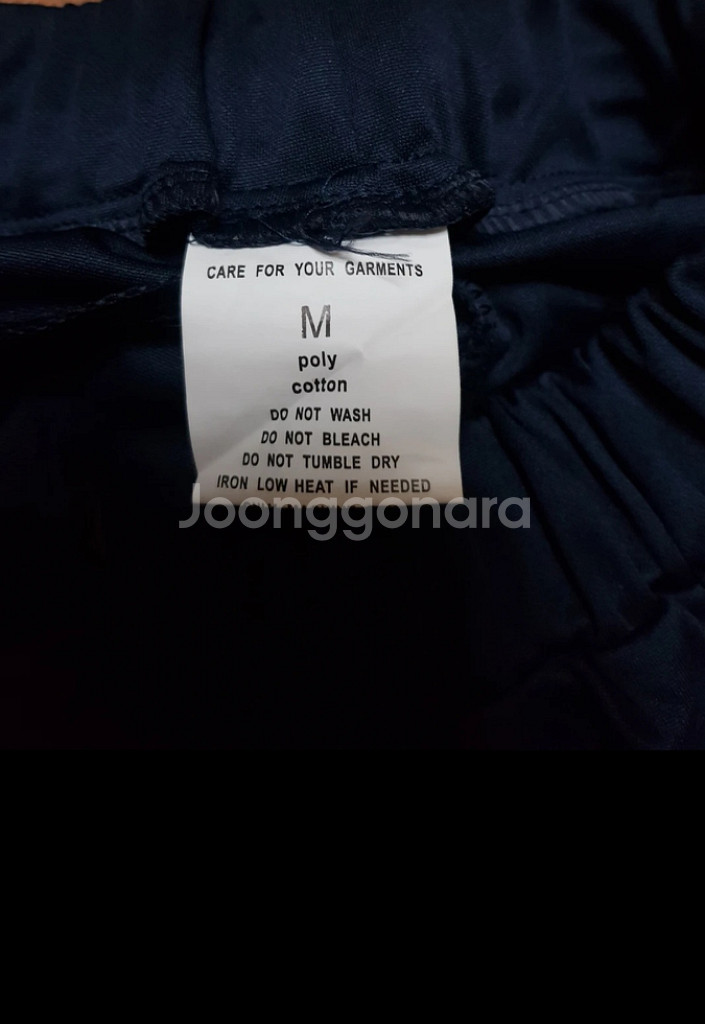 CARE FOR YOUR GARMENTS
M
poly
cotton
DO NOT WASH
DO NOT BLEACH
DO NOT TUMBLE DRY
IRON LOW HEAT IF NEEDED
Joonggonara